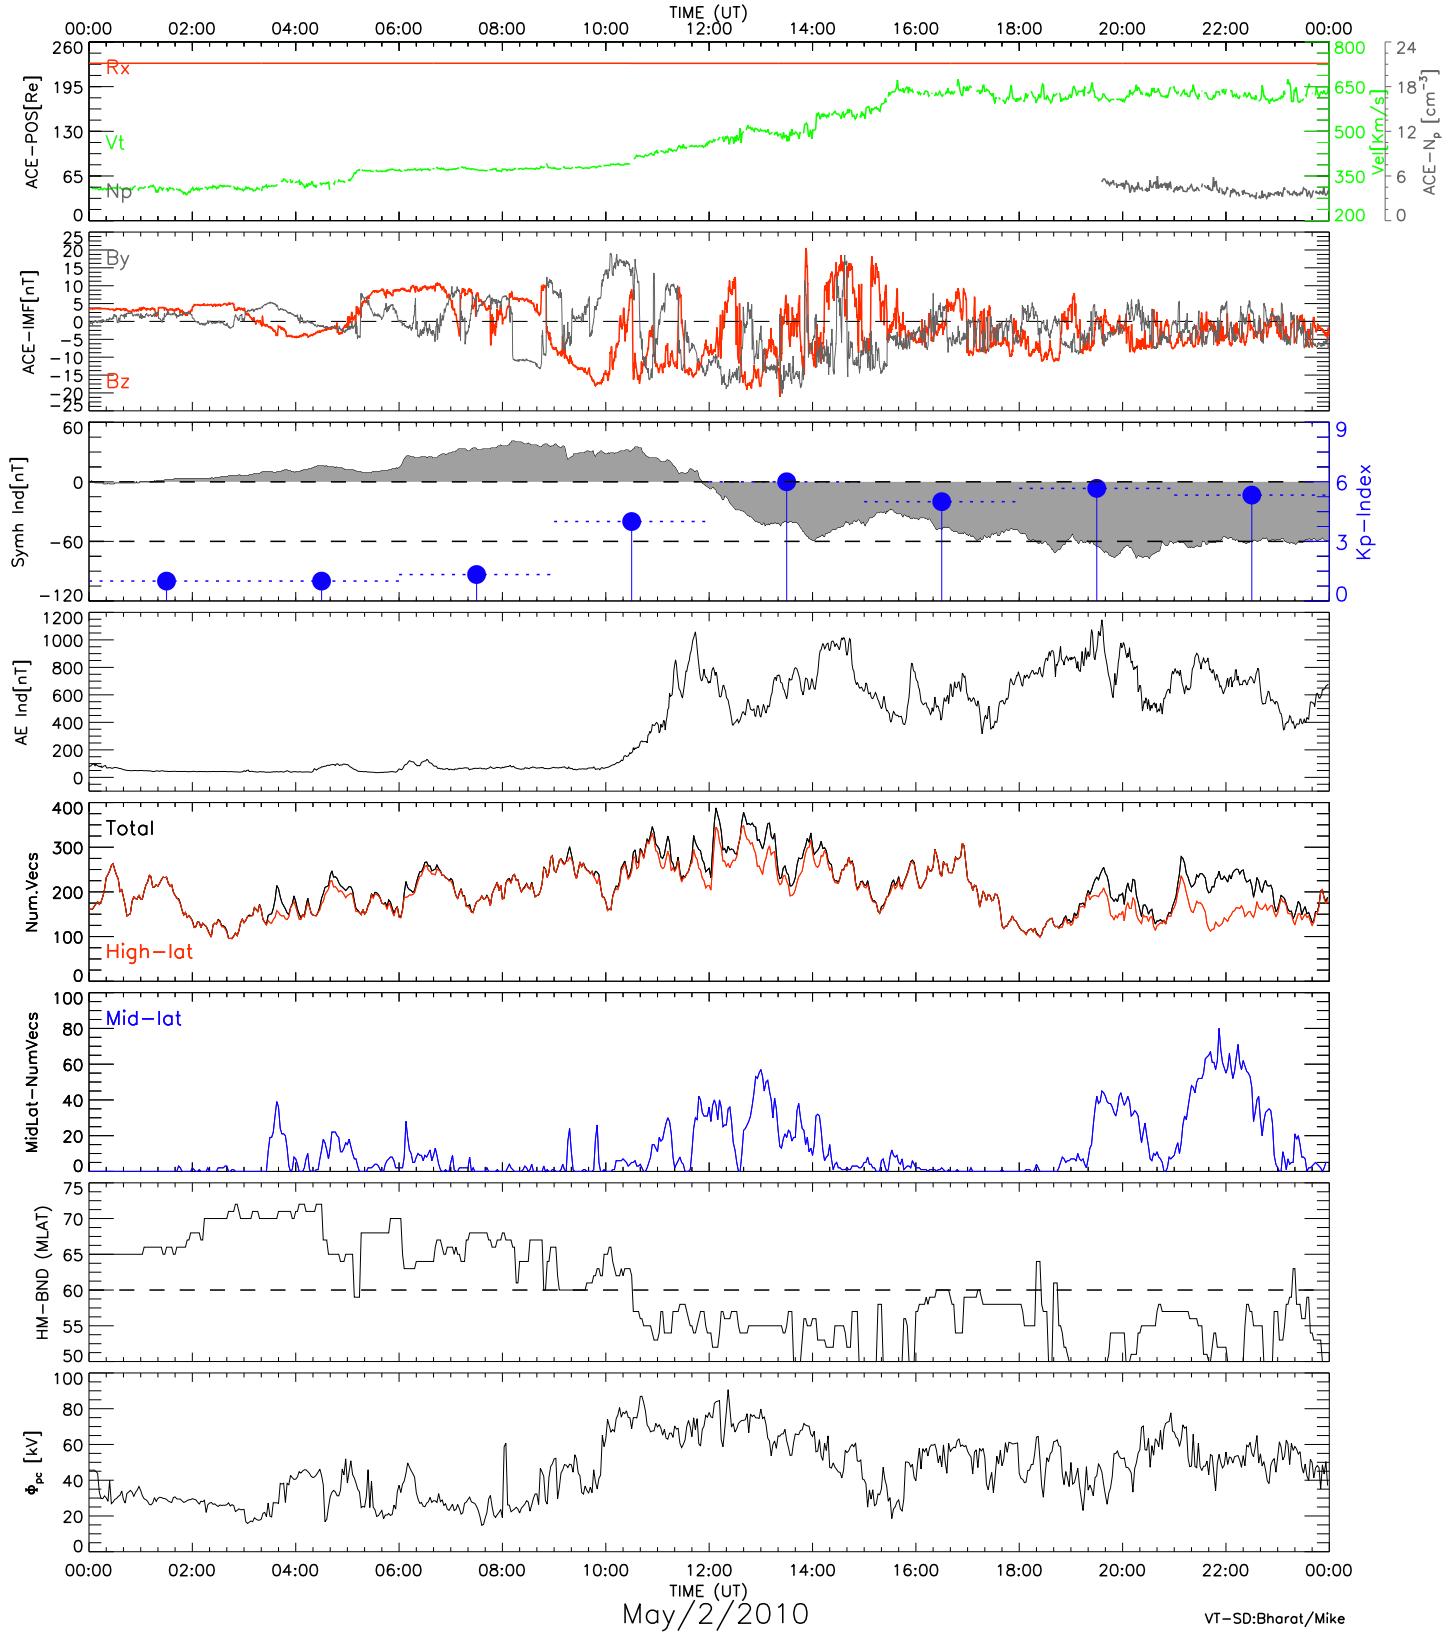 TIME (UT)
00:00 02:00 04:00 06:00 08:00 10:00 12:00 14:00 16:00 18:00 20:00 22:00 00:00
ACE-POS[Re]
260
195
130
65
0
Rx
Vt
Np
800
650
500
350
200
Vel[Km/s]
24
18
12
6
0
ACE-Np [cm-3]
ACE-IMF[nT]
25
20
15
10
5
0
-5
-10
-15
-20
-25
By
Bz
Symh Ind[nT]
60
0
-60
-120
9
6
3
0
Kp-Index
AE Ind[nT]
1200
1000
800
600
400
200
0
Num.Vecs
400
300
200
100
0
Total
High-lat
MidLat-NumVecs
100
80
60
40
20
0
Mid-lat
HM-BND (MLAT)
75
70
65
60
55
50
Φpc [kV]
100
80
60
40
20
0
00:00 02:00 04:00 06:00 08:00 10:00 12:00 14:00 16:00 18:00 20:00 22:00 00:00
TIME (UT)
May/2/2010
VT-SD:Bharat/Mike